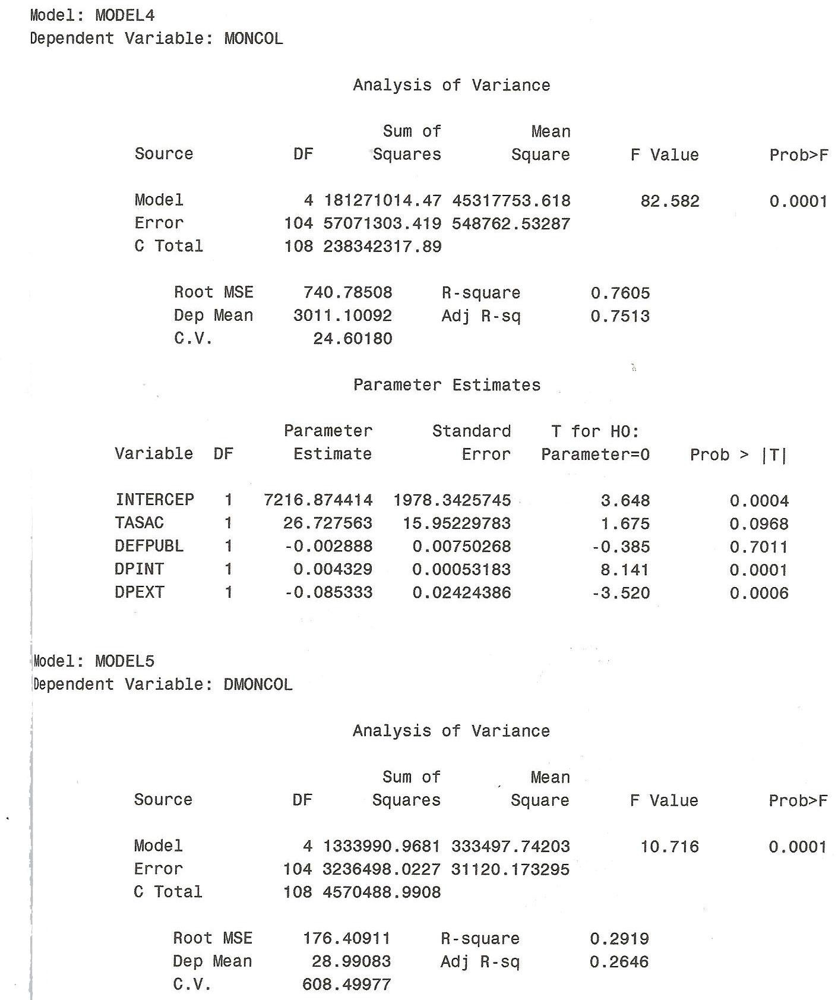 Model: MODEL4
Dependent Variable: MONCOL
Analysis of Variance
Sum of Mean
Source DF Squares Square F Value Prob>F
Model 4 181271014.47 45317753.618 82.582 0.0001
Error 104 57071303.419 548762.53287
C Total 108 238342317.89
Root MSE 740.78508 R-square 0.7605
Dep Mean 3011.10092 Adj R-sq 0.7513
C.V. 24.60180
Parameter Estimates
Parameter Standard T for H0:
Variable DF Estimate Error Parameter=0 Prob > |T|
INTERCEP 1 7216.874414 1978.3425745 3.648 0.0004
TASAC 1 26.727563 15.95229783 1.675 0.0968
DEFPUBL 1 -0.002888 0.00750268 -0.385 0.7011
DPINT 1 0.004329 0.00053183 8.141 0.0001
DPEXT 1 -0.085333 0.02424386 -3.520 0.0006
Model: MODEL5
Dependent Variable: DMONCOL
Analysis of Variance
Sum of Mean
Source DF Squares Square F Value Prob>F
Model 4 1333990.9681 333497.74203 10.716 0.0001
Error 104 3236498.0227 31120.173295
C Total 108 4570488.9908
Root MSE 176.40911 R-square 0.2919
Dep Mean 28.99083 Adj R-sq 0.2646
C.V. 608.49977